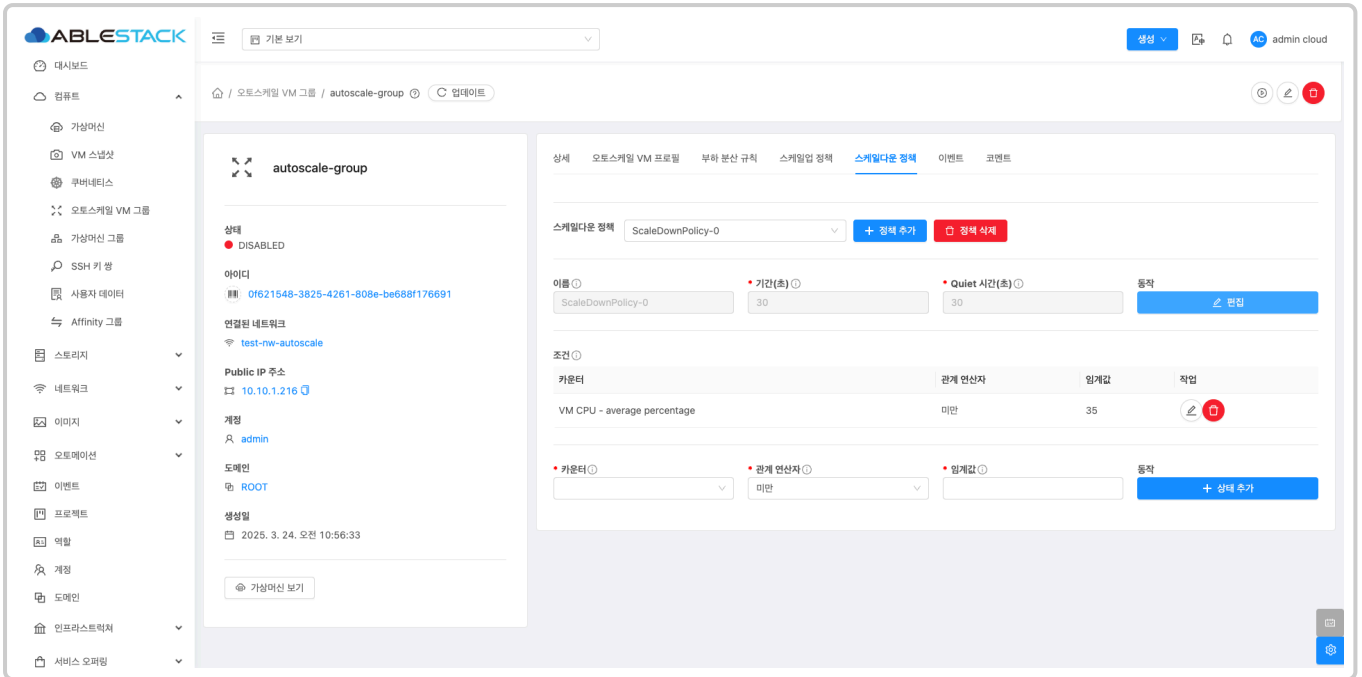 ABLESTACK
기본 보기
생성
AC admin cloud
대시보드
컴퓨트
가상머신
VM 스냅샷
쿠버네티스
오토스케일 VM 그룹
가상머신 그룹
SSH 키 쌍
사용자 데이터
Affinity 그룹
스토리지
네트워크
이미지
오토메이션
이벤트
프로젝트
역할
계정
도메인
인프라스트럭쳐
서비스 오퍼링
/ 오토스케일 VM 그룹 / autoscale-group 업데이트
autoscale-group
상태
DISABLED
아이디
0f621548-3825-4261-808e-be688f176691
연결된 네트워크
test-nw-autoscale
Public IP 주소
10.10.1.216
계정
admin
도메인
ROOT
생성일
2025. 3. 24. 오전 10:56:33
가상머신 보기
상세 오토스케일 VM 프로필 부하 분산 규칙 스케일업 정책 스케일다운 정책 이벤트 코멘트
스케일다운 정책 ScaleDownPolicy-0 + 정책 추가 정책 삭제
이름 * 기간(초) * Quiet 시간(초) 동작
ScaleDownPolicy-0 30 30 편집
조건
카운터 관계 연산자 임계값 작업
VM CPU - average percentage 미만 35
* 카운터 * 관계 연산자 * 임계값 동작
미만 + 상태 추가